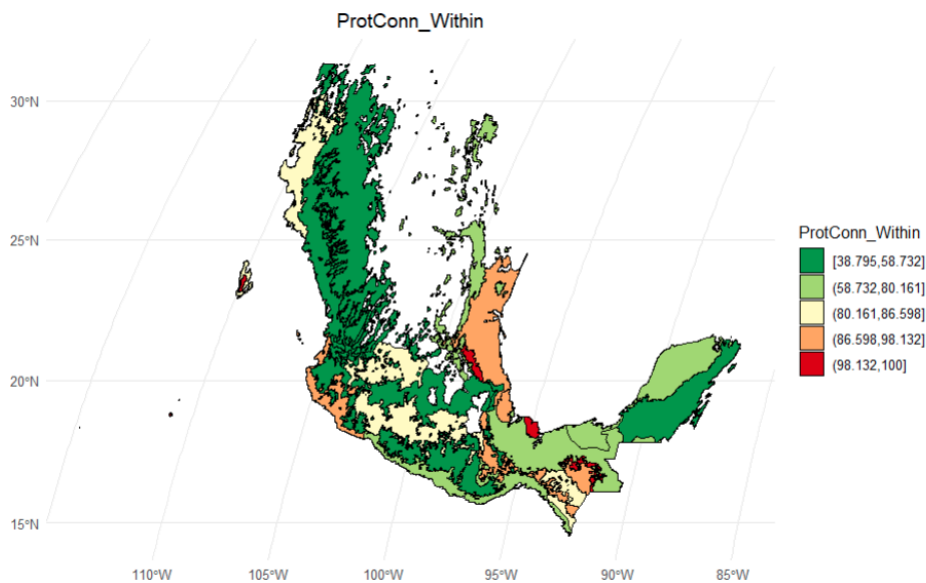 ProtConn_Within
30°N
25°N
20°N
15°N
110°W
105°W
100°W
95°W
90°W
85°W
ProtConn_Within
[38.795,58.732]
(58.732,80.161]
(80.161,86.598]
(86.598,98.132]
(98.132,100]